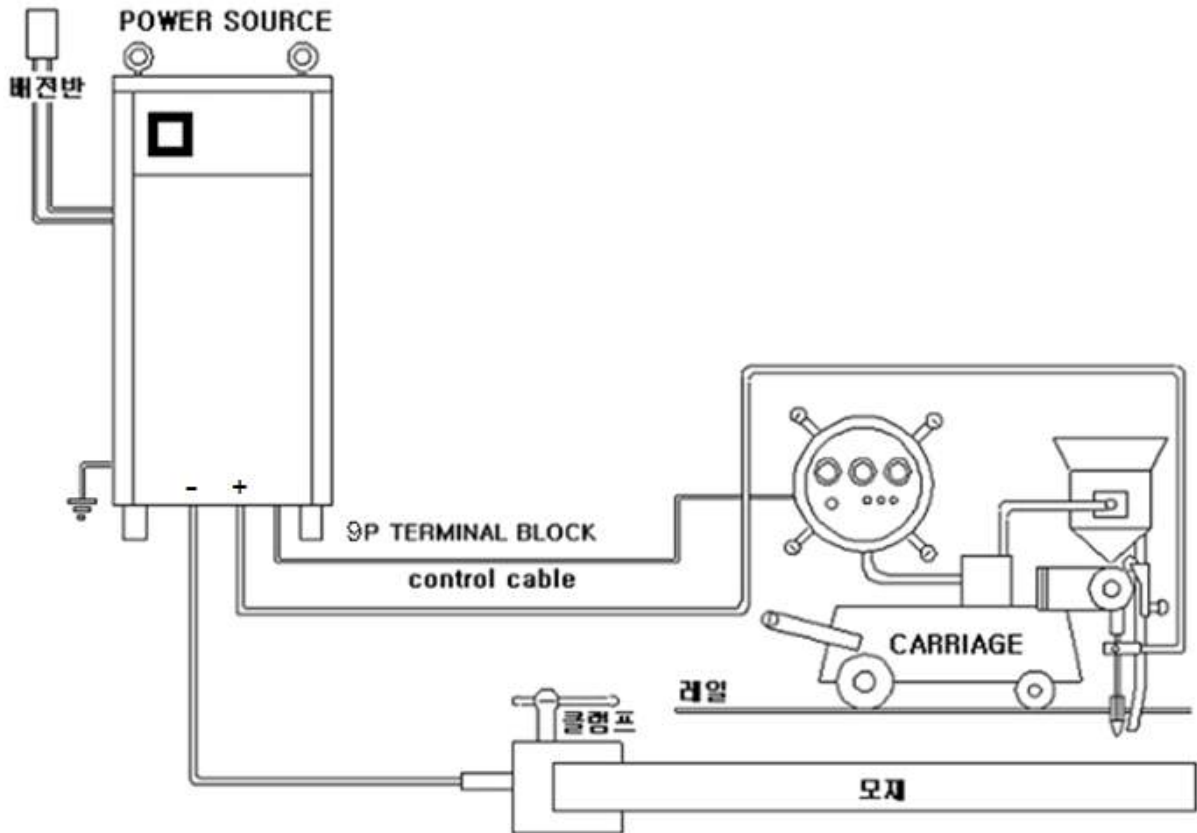 POWER SOURCE
배전반
- +
9P TERMINAL BLOCK
control cable
CARRIAGE
레일
클램프
모재